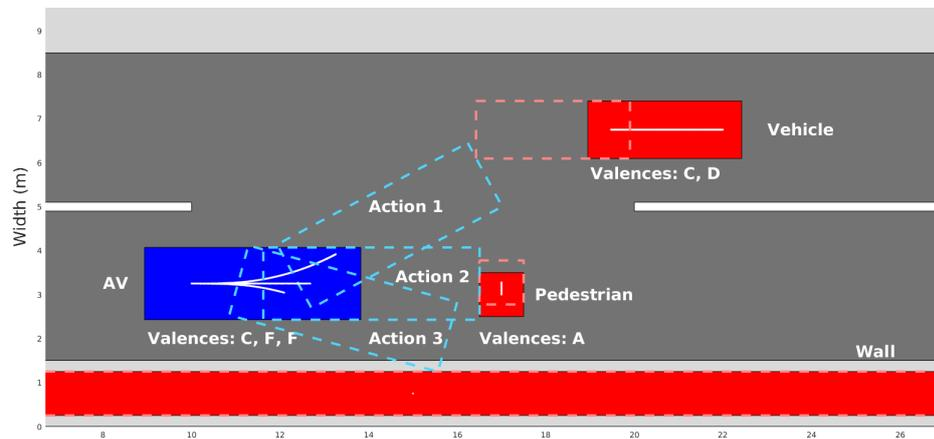 9
8
7
6
5
4
3
2
1
0
Width (m)
Vehicle
Valences: C, D
Action 1
Action 2
AV
Pedestrian
Valences: C, F, F
Action 3
Valences: A
Wall
8
10
12
14
16
18
20
22
24
26